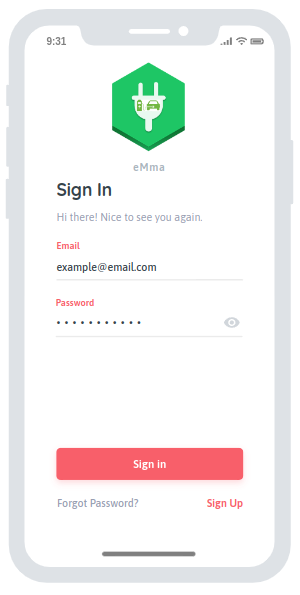 9:31
eMma
Sign In
Hi there! Nice to see you again.
Email
example@email.com
Password
• • • • • • • • • • •
Sign in
Forgot Password?
Sign Up